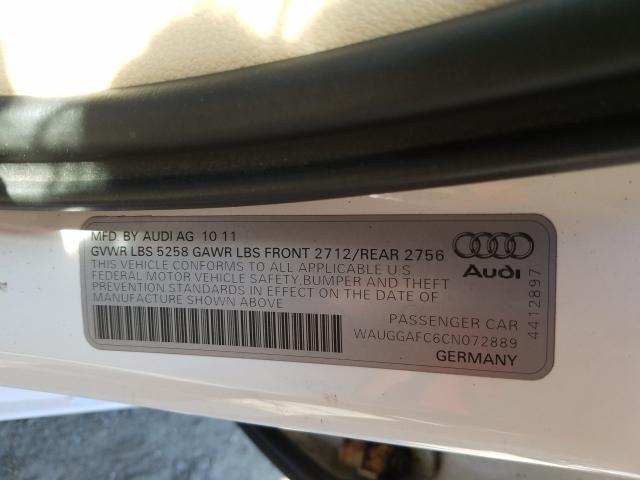 MFD. BY AUDI AG 10 11
GVWR LBS 5258 GAWR LBS FRONT 2712/REAR 2756
THIS VEHICLE CONFORMS TO ALL APPLICABLE U.S.
FEDERAL MOTOR VEHICLE SAFETY, BUMPER AND THEFT
PREVENTION STANDARDS IN EFFECT ON THE DATE OF
MANUFACTURE SHOWN ABOVE
Audi
PASSENGER CAR
WAUGGAFC6CN072889
GERMANY
4412897